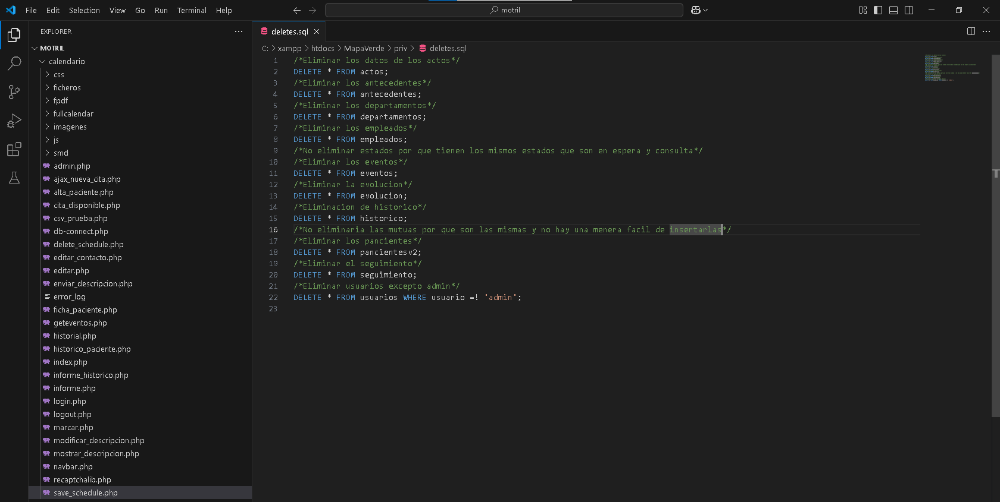 File Edit Selection View Go Run Terminal Help
motril
EXPLORER
MOTRIL
calendario
css
ficheros
fpdf
fullcalendar
imagenes
js
smd
admin.php
ajax_nueva_cita.php
alta_paciente.php
cita_disponible.php
csv_prueba.php
db-connect.php
delete_schedule.php
editar_contacto.php
editar.php
enviar_descripcion.php
error_log
ficha_paciente.php
geteventos.php
historial.php
historico_paciente.php
index.php
informe_historico.php
informe.php
login.php
logout.php
marcar.php
modificar_descripcion.php
mostrar_descripcion.php
navbar.php
recaptchalib.php
save_schedule.php
deletes.sql
C: > xampp > htdocs > MapaVerde > priv > deletes.sql
1 /*Eliminar los datos de los actos*/
2 DELETE * FROM actos;
3 /*Eliminar los antecedentes*/
4 DELETE * FROM antecedentes;
5 /*Eliminar los departamentos*/
6 DELETE * FROM departamentos;
7 /*Eliminar los empleados*/
8 DELETE * FROM empleados;
9 /*No eliminar estados por que tienen los mismos estados que son en espera y consulta*/
10 /*Eliminar los eventos*/
11 DELETE * FROM eventos;
12 /*Eliminar la evolucion*/
13 DELETE * FROM evolucion;
14 /*Eliminacion de historico*/
15 DELETE * FROM historico;
16 /*No eliminaria las mutuas por que son las mismas y no hay una menera facil de insertarlas*/
17 /*Eliminar los pancientes*/
18 DELETE * FROM pancientesv2;
19 /*Eliminar el seguimiento*/
20 DELETE * FROM seguimiento;
21 /*Eliminar usuarios excepto admin*/
22 DELETE * FROM usuarios WHERE usuario =! 'admin';
23